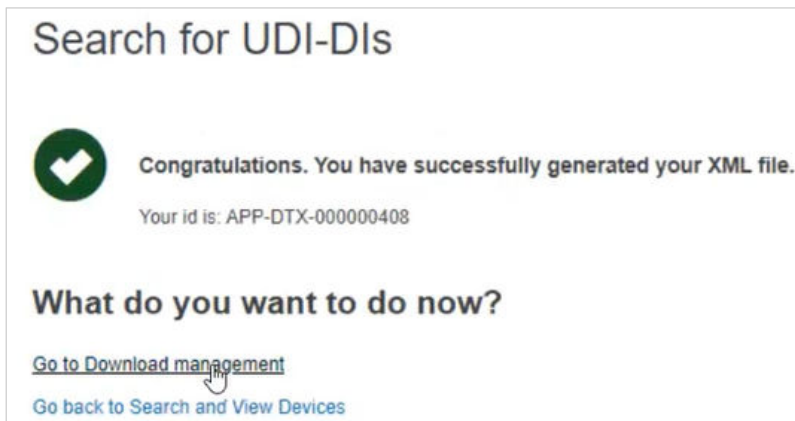 Search for UDI-DIs
Congratulations. You have successfully generated your XML file.
Your id is: APP-DTX-000000408
What do you want to do now?
Go to Download management
Go back to Search and View Devices